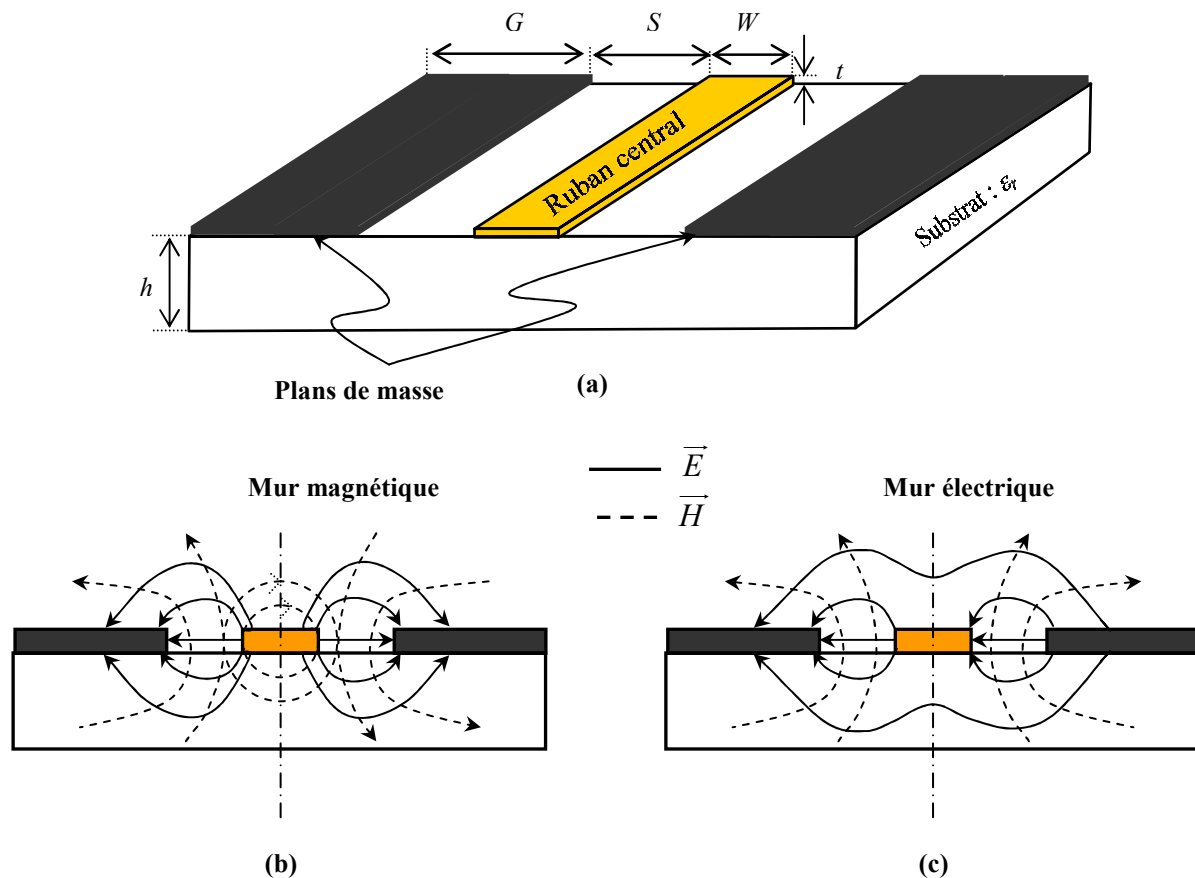 G S W
t
Ruban central
Substrat : εr
h
Plans de masse
(a)
E
Mur magnétique
Mur électrique
H
(b)
(c)